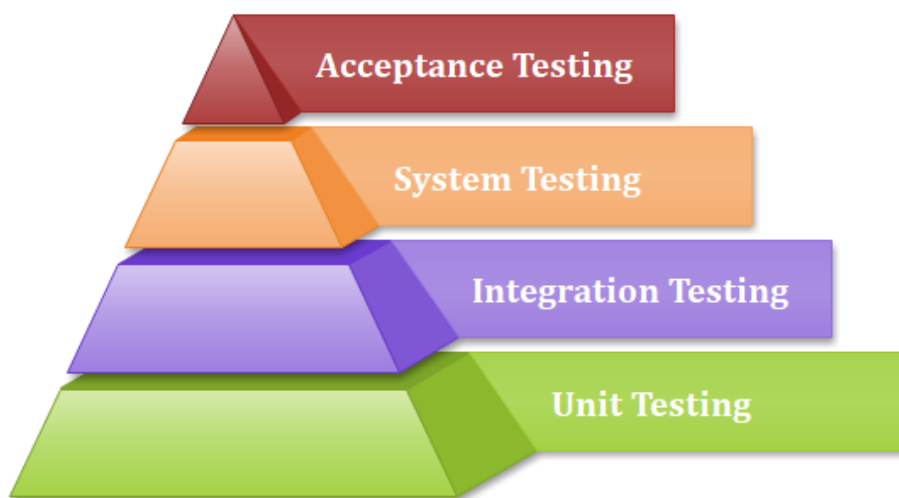 Acceptance Testing
System Testing
Integration Testing
Unit Testing